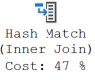 Hash Match
(Inner Join)
Cost: 47 %